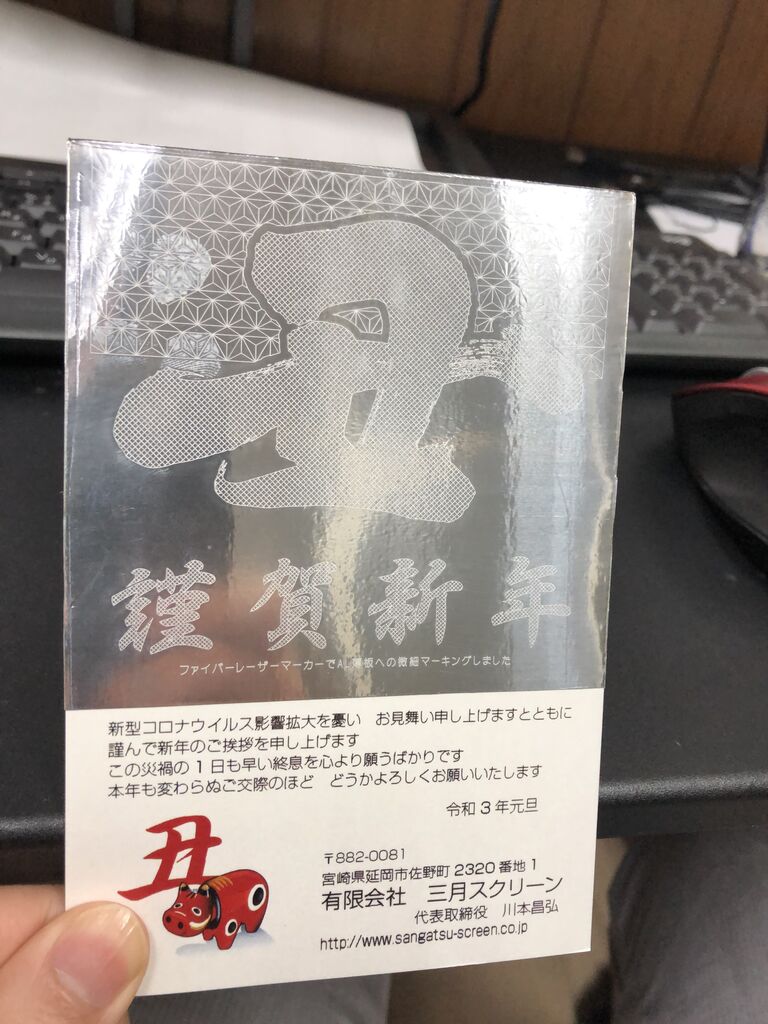 丑
謹賀新年
ファイバーレーザーマーカーでAL薄板への微細マーキングしました
新型コロナウイルス影響拡大を憂い お見舞い申し上げますとともに
謹んで新年のご挨拶を申し上げます
この災禍の1日も早い終息を心より願うばかりです
本年も変わらぬご交際のほど どうかよろしくお願いいたします
令和3年元旦
丑
〒882-0081
宮崎県延岡市佐野町2320番地1
有限会社 三月スクリーン
代表取締役 川本昌弘
http://www.sangatsu-screen.co.jp